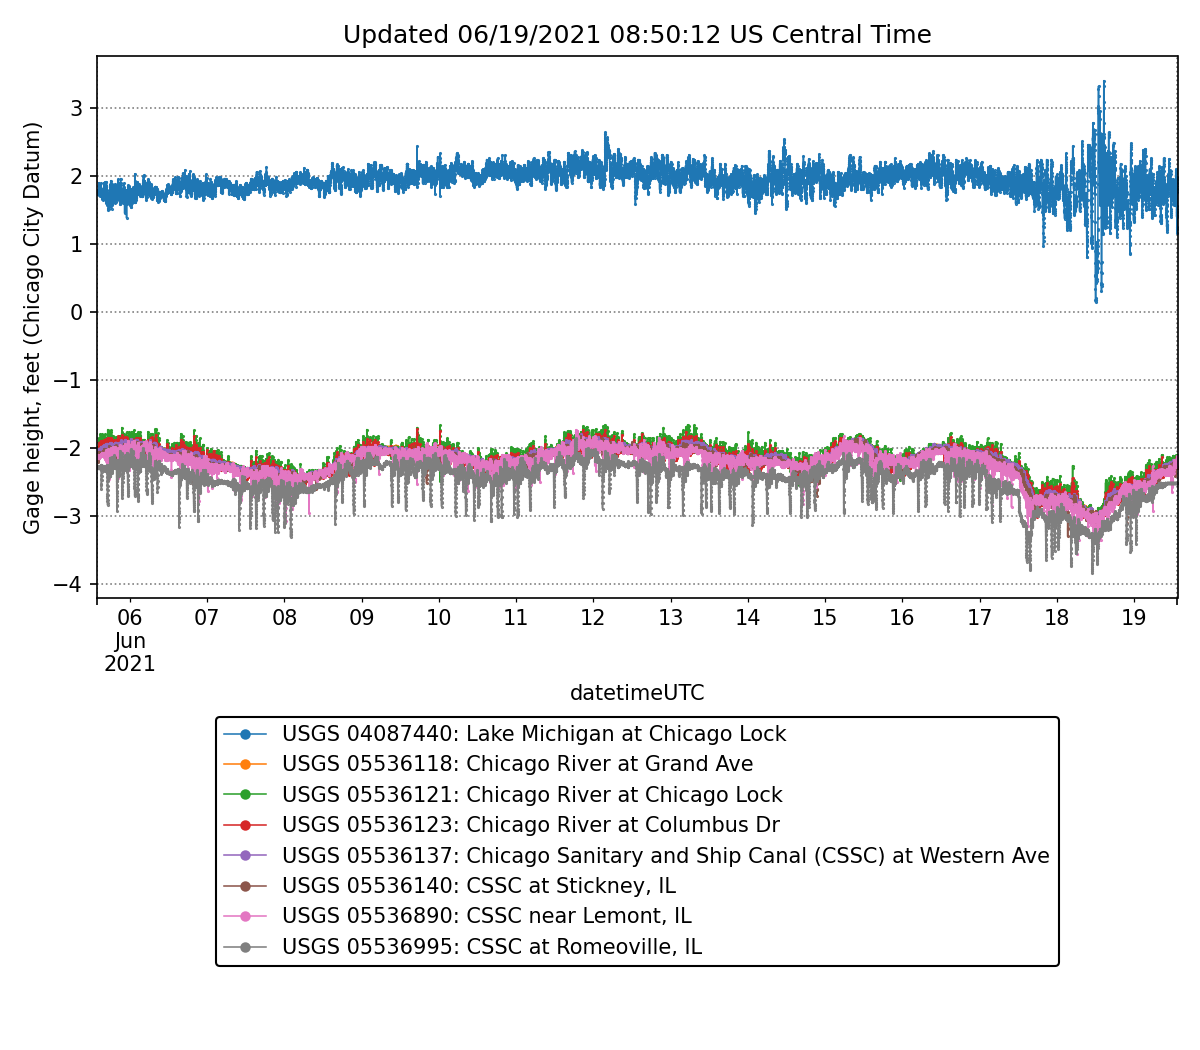 Updated 06/19/2021 08:50:12 US Central Time
Gage height, feet (Chicago City Datum)
3
2
1
0
−1
−2
−3
−4
06 07 08 09 10 11 12 13 14 15 16 17 18 19
Jun
2021
datetimeUTC
USGS 04087440: Lake Michigan at Chicago Lock
USGS 05536118: Chicago River at Grand Ave
USGS 05536121: Chicago River at Chicago Lock
USGS 05536123: Chicago River at Columbus Dr
USGS 05536137: Chicago Sanitary and Ship Canal (CSSC) at Western Ave
USGS 05536140: CSSC at Stickney, IL
USGS 05536890: CSSC near Lemont, IL
USGS 05536995: CSSC at Romeoville, IL